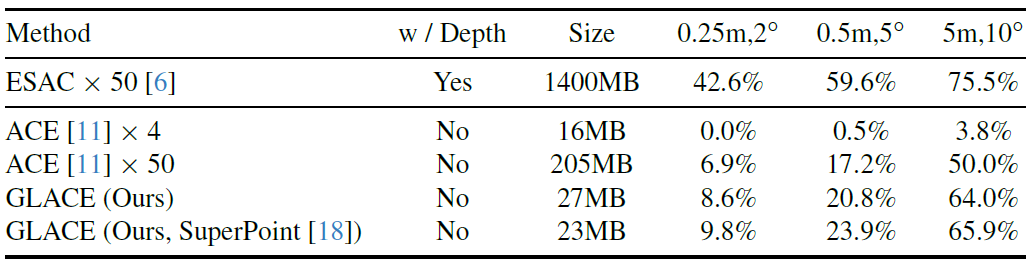 Method w / Depth Size 0.25m,2° 0.5m,5° 5m,10°
ESAC × 50 [6] Yes 1400MB 42.6% 59.6% 75.5%
ACE [11] × 4 No 16MB 0.0% 0.5% 3.8%
ACE [11] × 50 No 205MB 6.9% 17.2% 50.0%
GLACE (Ours) No 27MB 8.6% 20.8% 64.0%
GLACE (Ours, SuperPoint [18]) No 23MB 9.8% 23.9% 65.9%